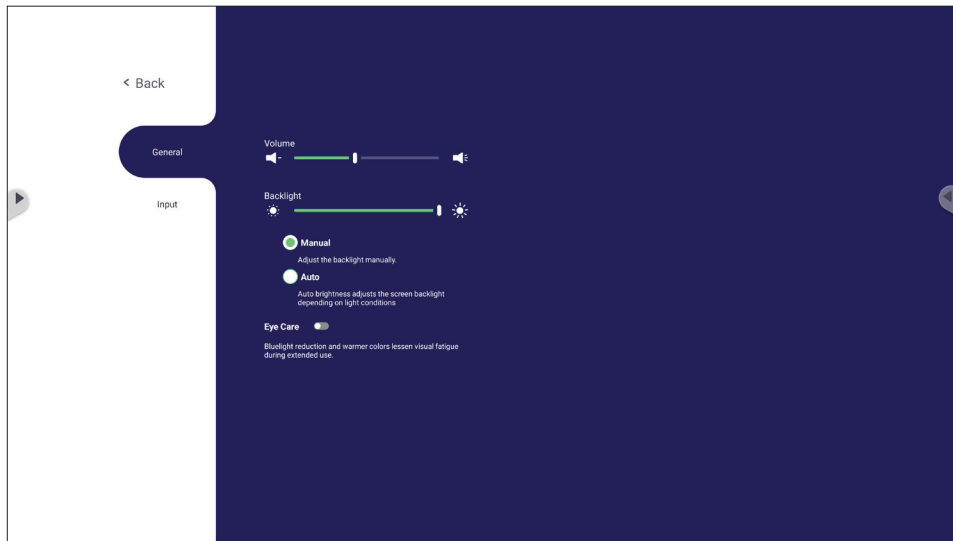 Back
General
Input
Volume
Backlight
Manual
Adjust the backlight manually.
Auto
Auto brightness adjusts the screen backlight
depending on light conditions
Eye Care
Bluelight reduction and warmer colors lessen visual fatigue
during extended use.